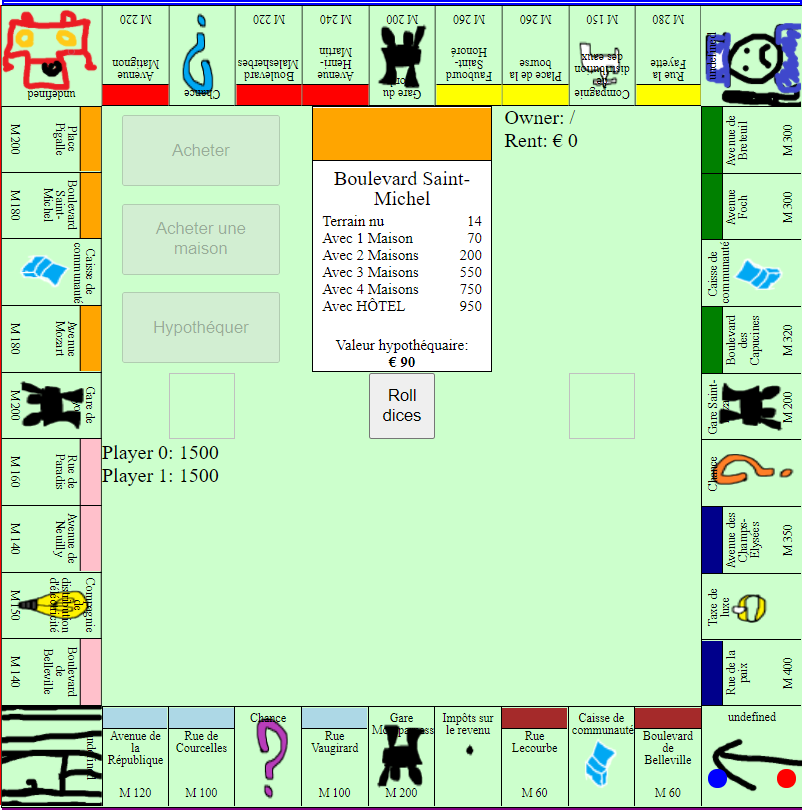 M 220
Avenue
Matignon
Chance
M 220
Boulevard
Malesherbes
M 240
Avenue
Henri-
Martin
M 200
Gare du
M 260
Faubourd
Saint-
Honoré
M 260
Place de la
bourse
M 150
Compagnie
de
distribution
des eaux
M 280
Rue la
Fayette
undefined
undefined
M 200
Place
Pigalle
M 180
Boulevard
Saint-
Michel
Caisse de
communauté
M 180
Avenue
Mozart
M 200
Gare de
M 160
Rue de
Paradis
M 140
Avenue de
Neuilly
M 150
Compagnie
de
distribution
d'électricité
M 140
Boulevard
de
Belleville
undefined
Acheter
Acheter une
maison
Hypothéquer
Boulevard Saint-
Michel
Terrain nu 14
Avec 1 Maison 70
Avec 2 Maisons 200
Avec 3 Maisons 550
Avec 4 Maisons 750
Avec HÔTEL 950
Valeur hypothéquaire:
€ 90
Owner: /
Rent: € 0
Roll
dices
Player 0: 1500
Player 1: 1500
Avenue de
Breteuil
M 300
Avenue
Foch
M 300
Caisse de
communauté
Boulevard
des
Capucines
M 320
Gare Saint-
M 200
Chance
Avenue des
Champs-
Elysées
M 350
Taxe de
luxe
Rue de la
paix
M 400
Avenue de
la
République
M 120
Rue de
Courcelles
M 100
Chance
Rue
Vaugirard
M 100
Gare
M 200
Impôts sur
le revenu
Rue
Lecourbe
M 60
Caisse de
communauté
Boulevard
de
Belleville
M 60
undefined